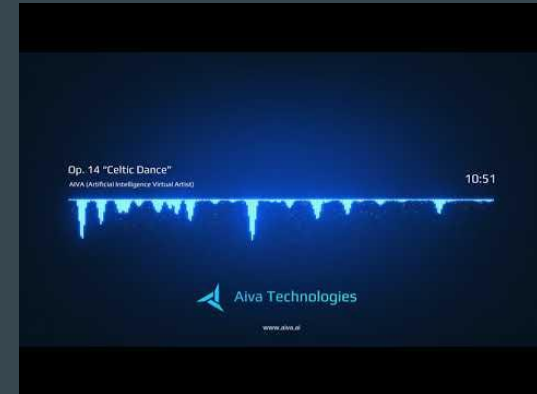 Op. 14 "Celtic Dance"
AIVA (Artificial Intelligence Virtual Artist)
10:51
Aiva Technologies
www.aiva.ai